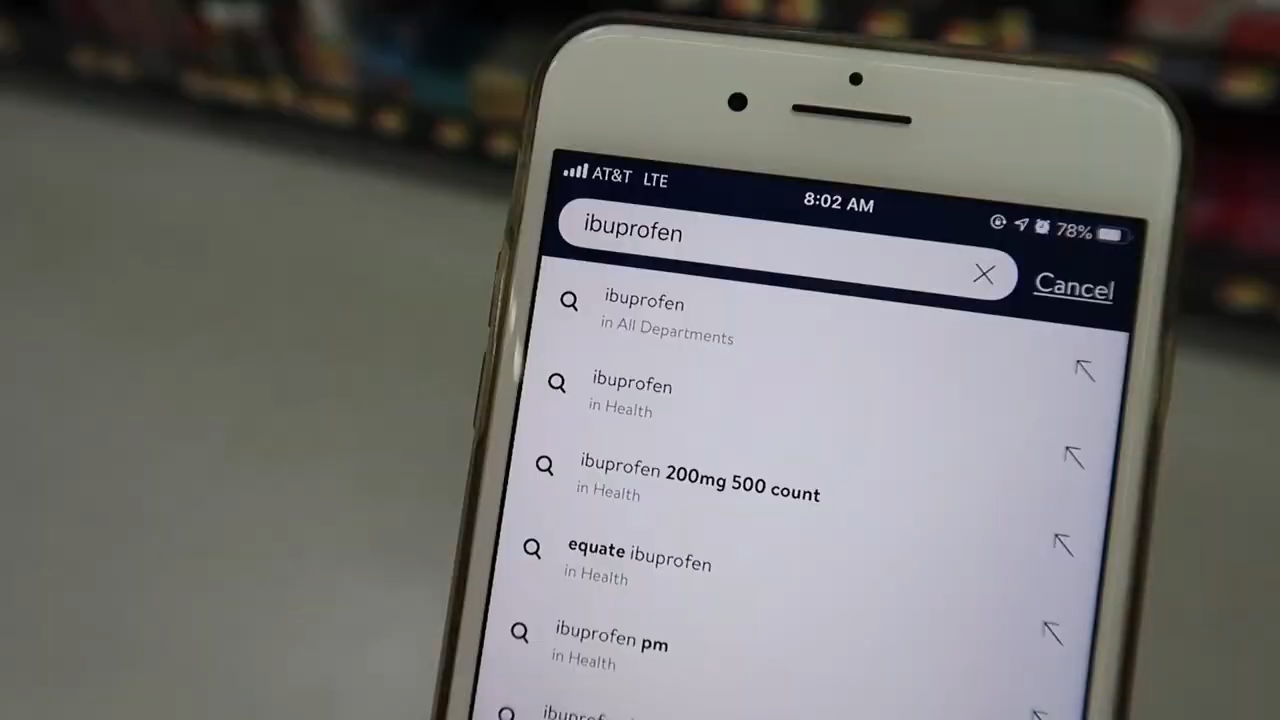 AT&T LTE
8:02 AM
78%
ibuprofen
Cancel
ibuprofen
in All Departments
ibuprofen
in Health
ibuprofen 200mg 500 count
in Health
equate ibuprofen
in Health
ibuprofen pm
in Health